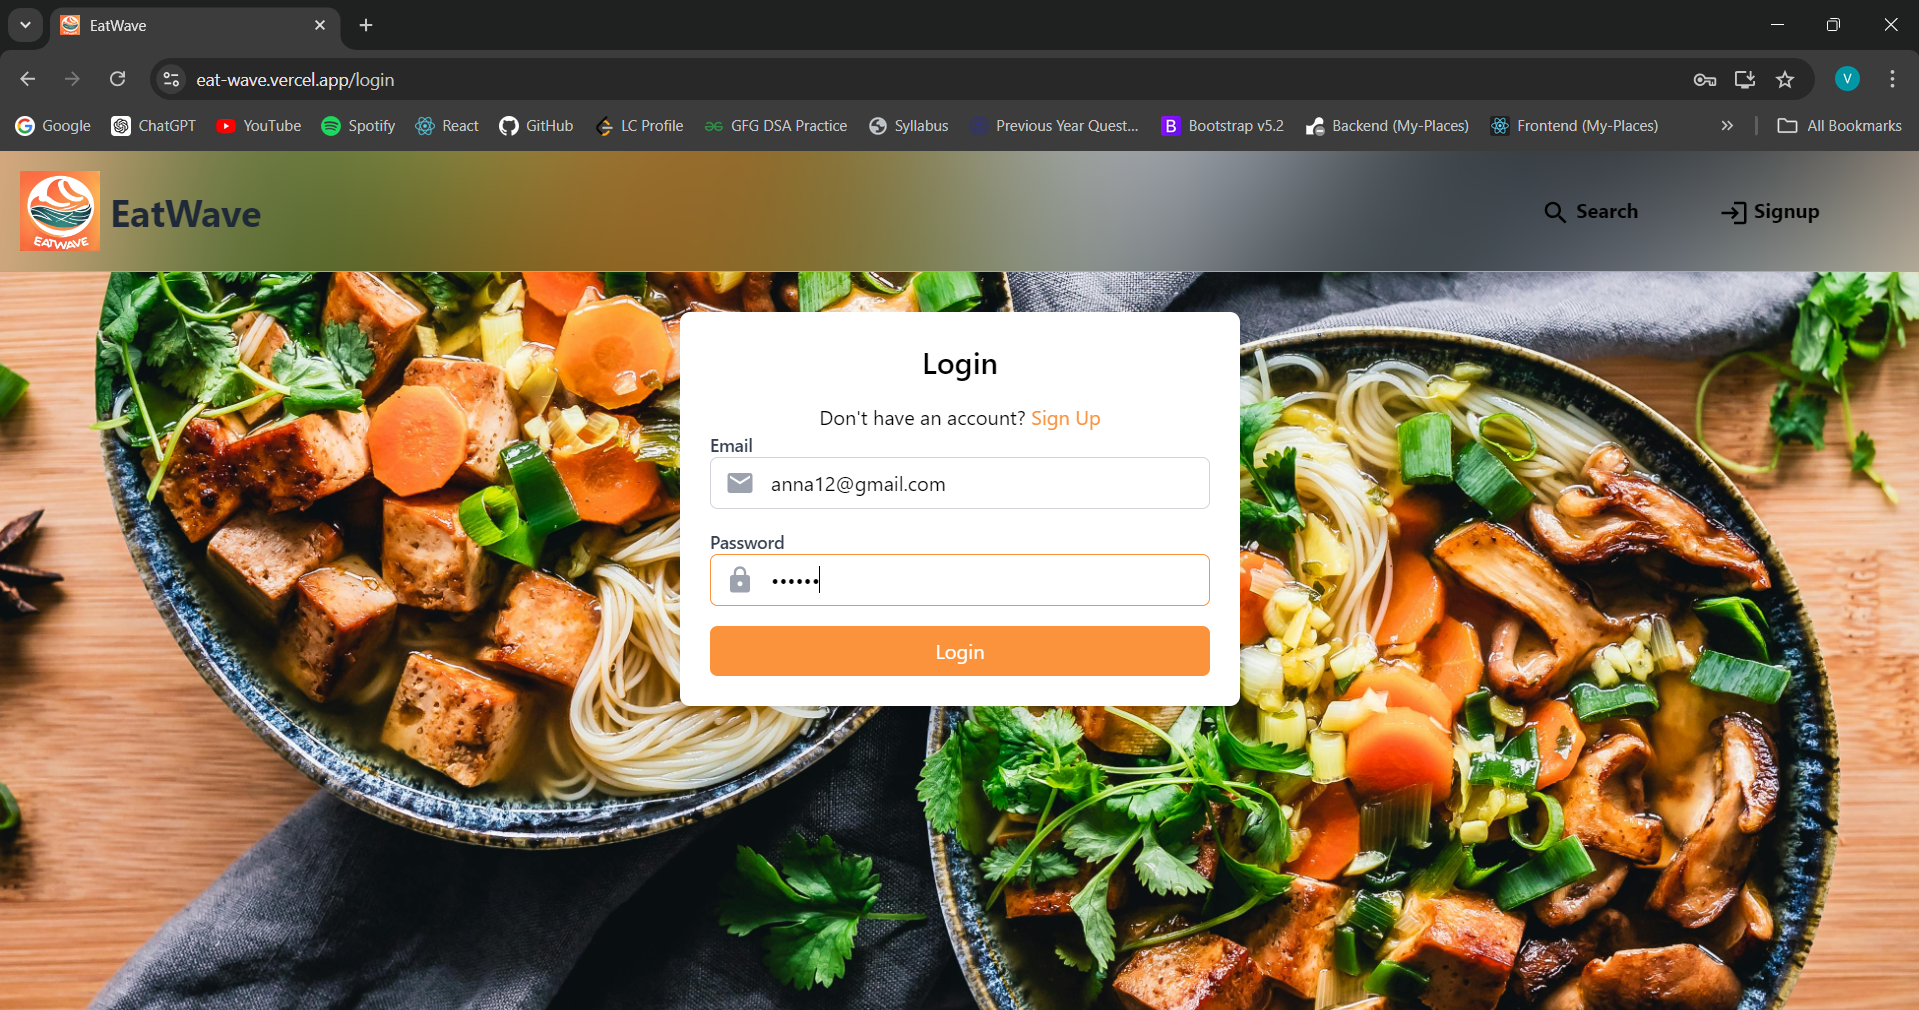 EatWave
eat-wave.vercel.app/login
V
Google ChatGPT YouTube Spotify React GitHub LC Profile GFG DSA Practice Syllabus Previous Year Quest... Bootstrap v5.2 Backend (My-Places) Frontend (My-Places) » All Bookmarks
EATWAVE
EatWave
Search Signup
Login
Don't have an account? Sign Up
Email
anna12@gmail.com
Password
••••••
Login